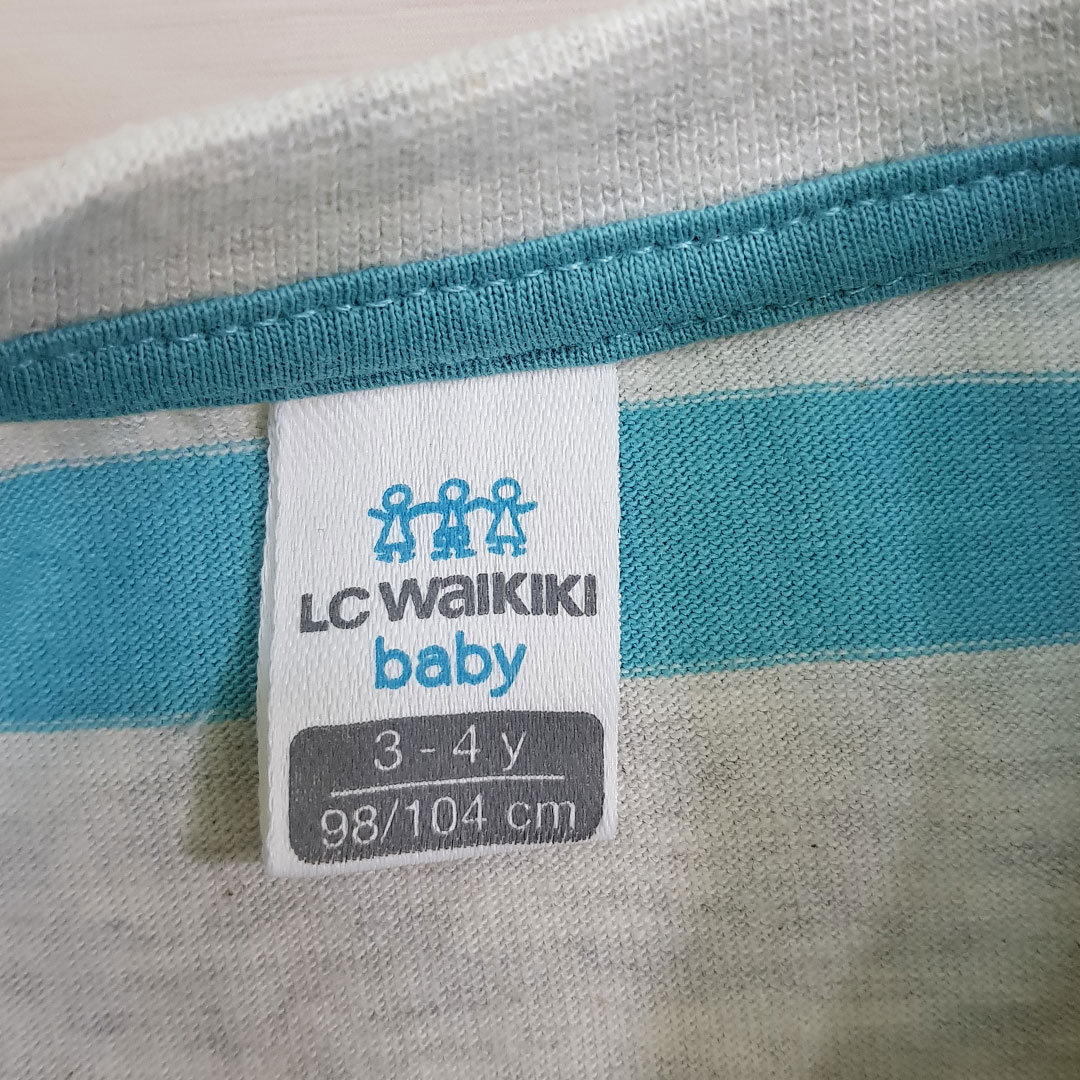 LC WAIKIKI
baby
3 - 4 y
98/104 cm